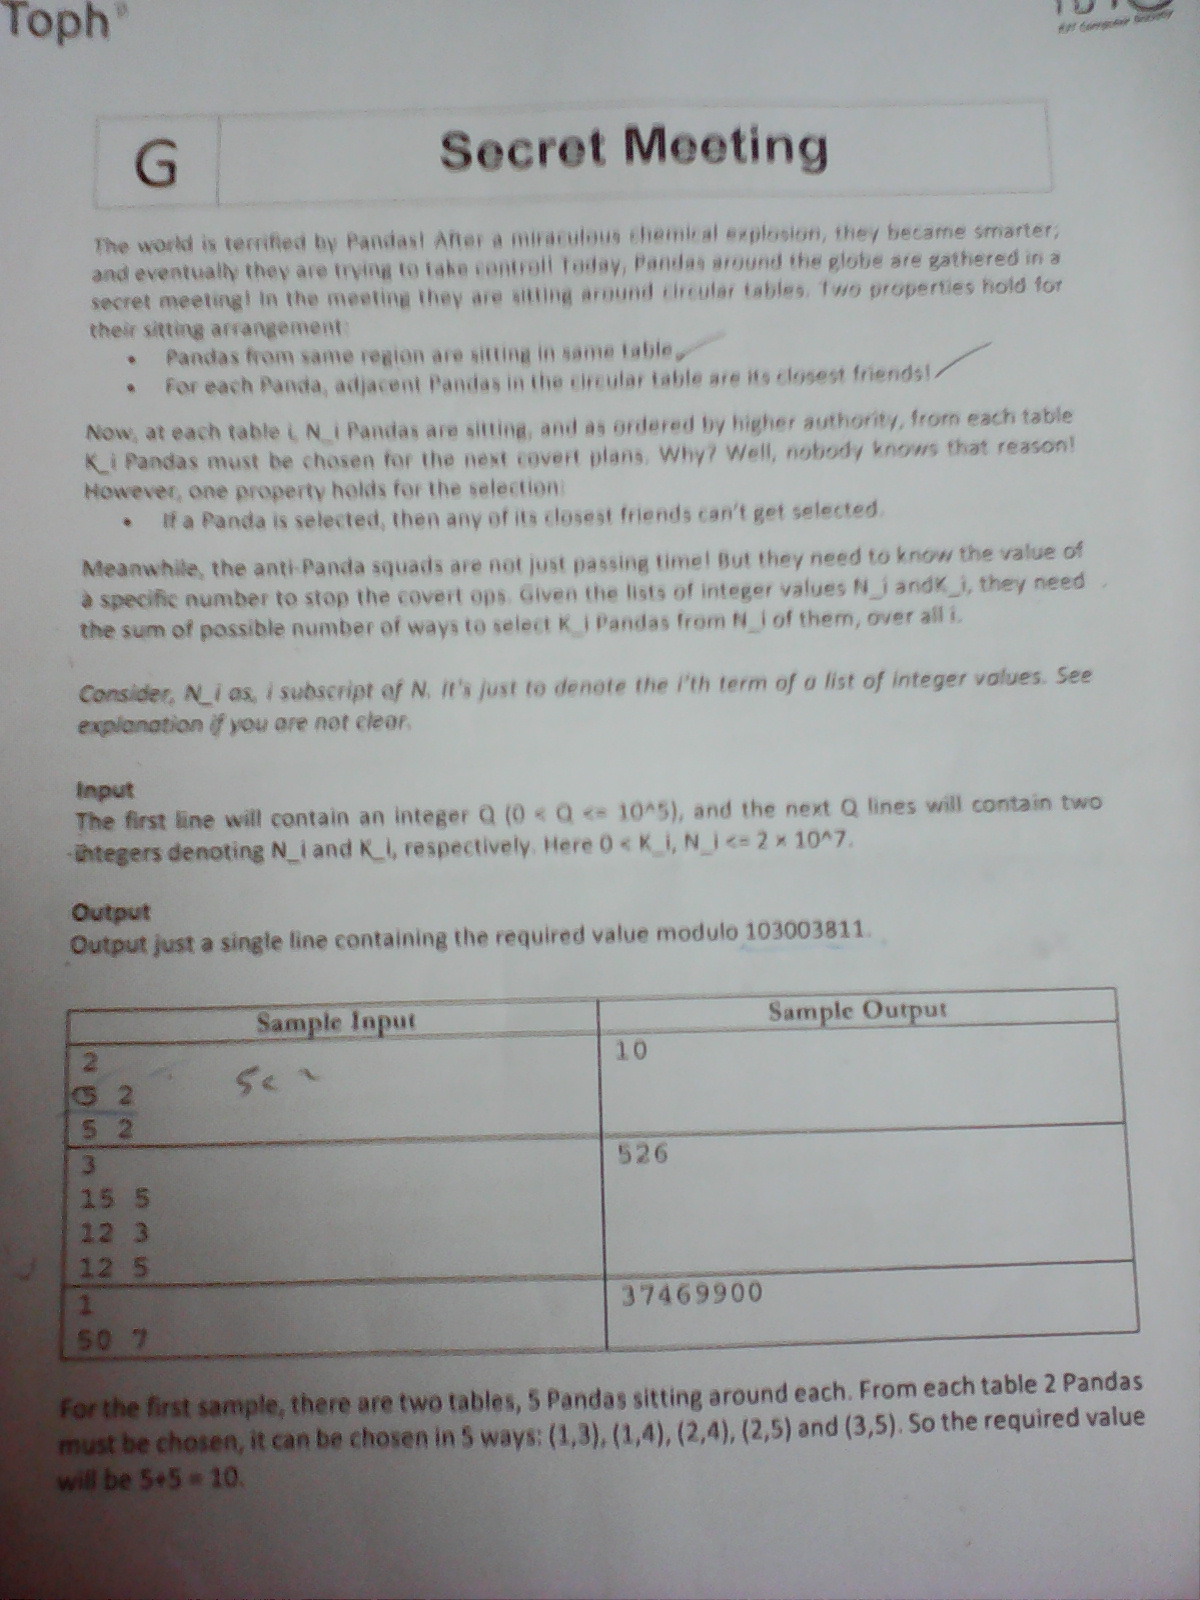 Toph
G
Secret Meeting
The world is terrified by Pandas! After a miraculous chemical explosion, they became smarter;
and eventually they are trying to take control! Today, Pandas around the globe are gathered in a
secret meeting! In the meeting they are sitting around circular tables. Two properties hold for
their sitting arrangement:
• Pandas from same region are sitting in same table.
• For each Panda, adjacent Pandas in the circular table are its closest friends!
Now, at each table i, N_i Pandas are sitting, and as ordered by higher authority, from each table
K_i Pandas must be chosen for the next covert plans. Why? Well, nobody knows that reason!
However, one property holds for the selection:
• If a Panda is selected, then any of its closest friends can't get selected.
Meanwhile, the anti-Panda squads are not just passing time! But they need to know the value of
a specific number to stop the covert ops. Given the lists of integer values N_i andK_i, they need
the sum of possible number of ways to select K_i Pandas from N_i of them, over all i.
Consider, N_i as, i subscript of N. It's just to denote the i'th term of a list of integer values. See
explanation if you are not clear.
Input
The first line will contain an integer Q (0 < Q <= 10^5), and the next Q lines will contain two
integers denoting N_i and K_i, respectively. Here 0 < K_i, N_i <= 2 x 10^7.
Output
Output just a single line containing the required value modulo 103003811.
Sample Input Sample Output
2 10
5 2
5 2
3 526
15 5
12 3
12 5
1 37469900
50 7
For the first sample, there are two tables, 5 Pandas sitting around each. From each table 2 Pandas
must be chosen, it can be chosen in 5 ways: (1,3), (1,4), (2,4), (2,5) and (3,5). So the required value
will be 5+5 = 10.